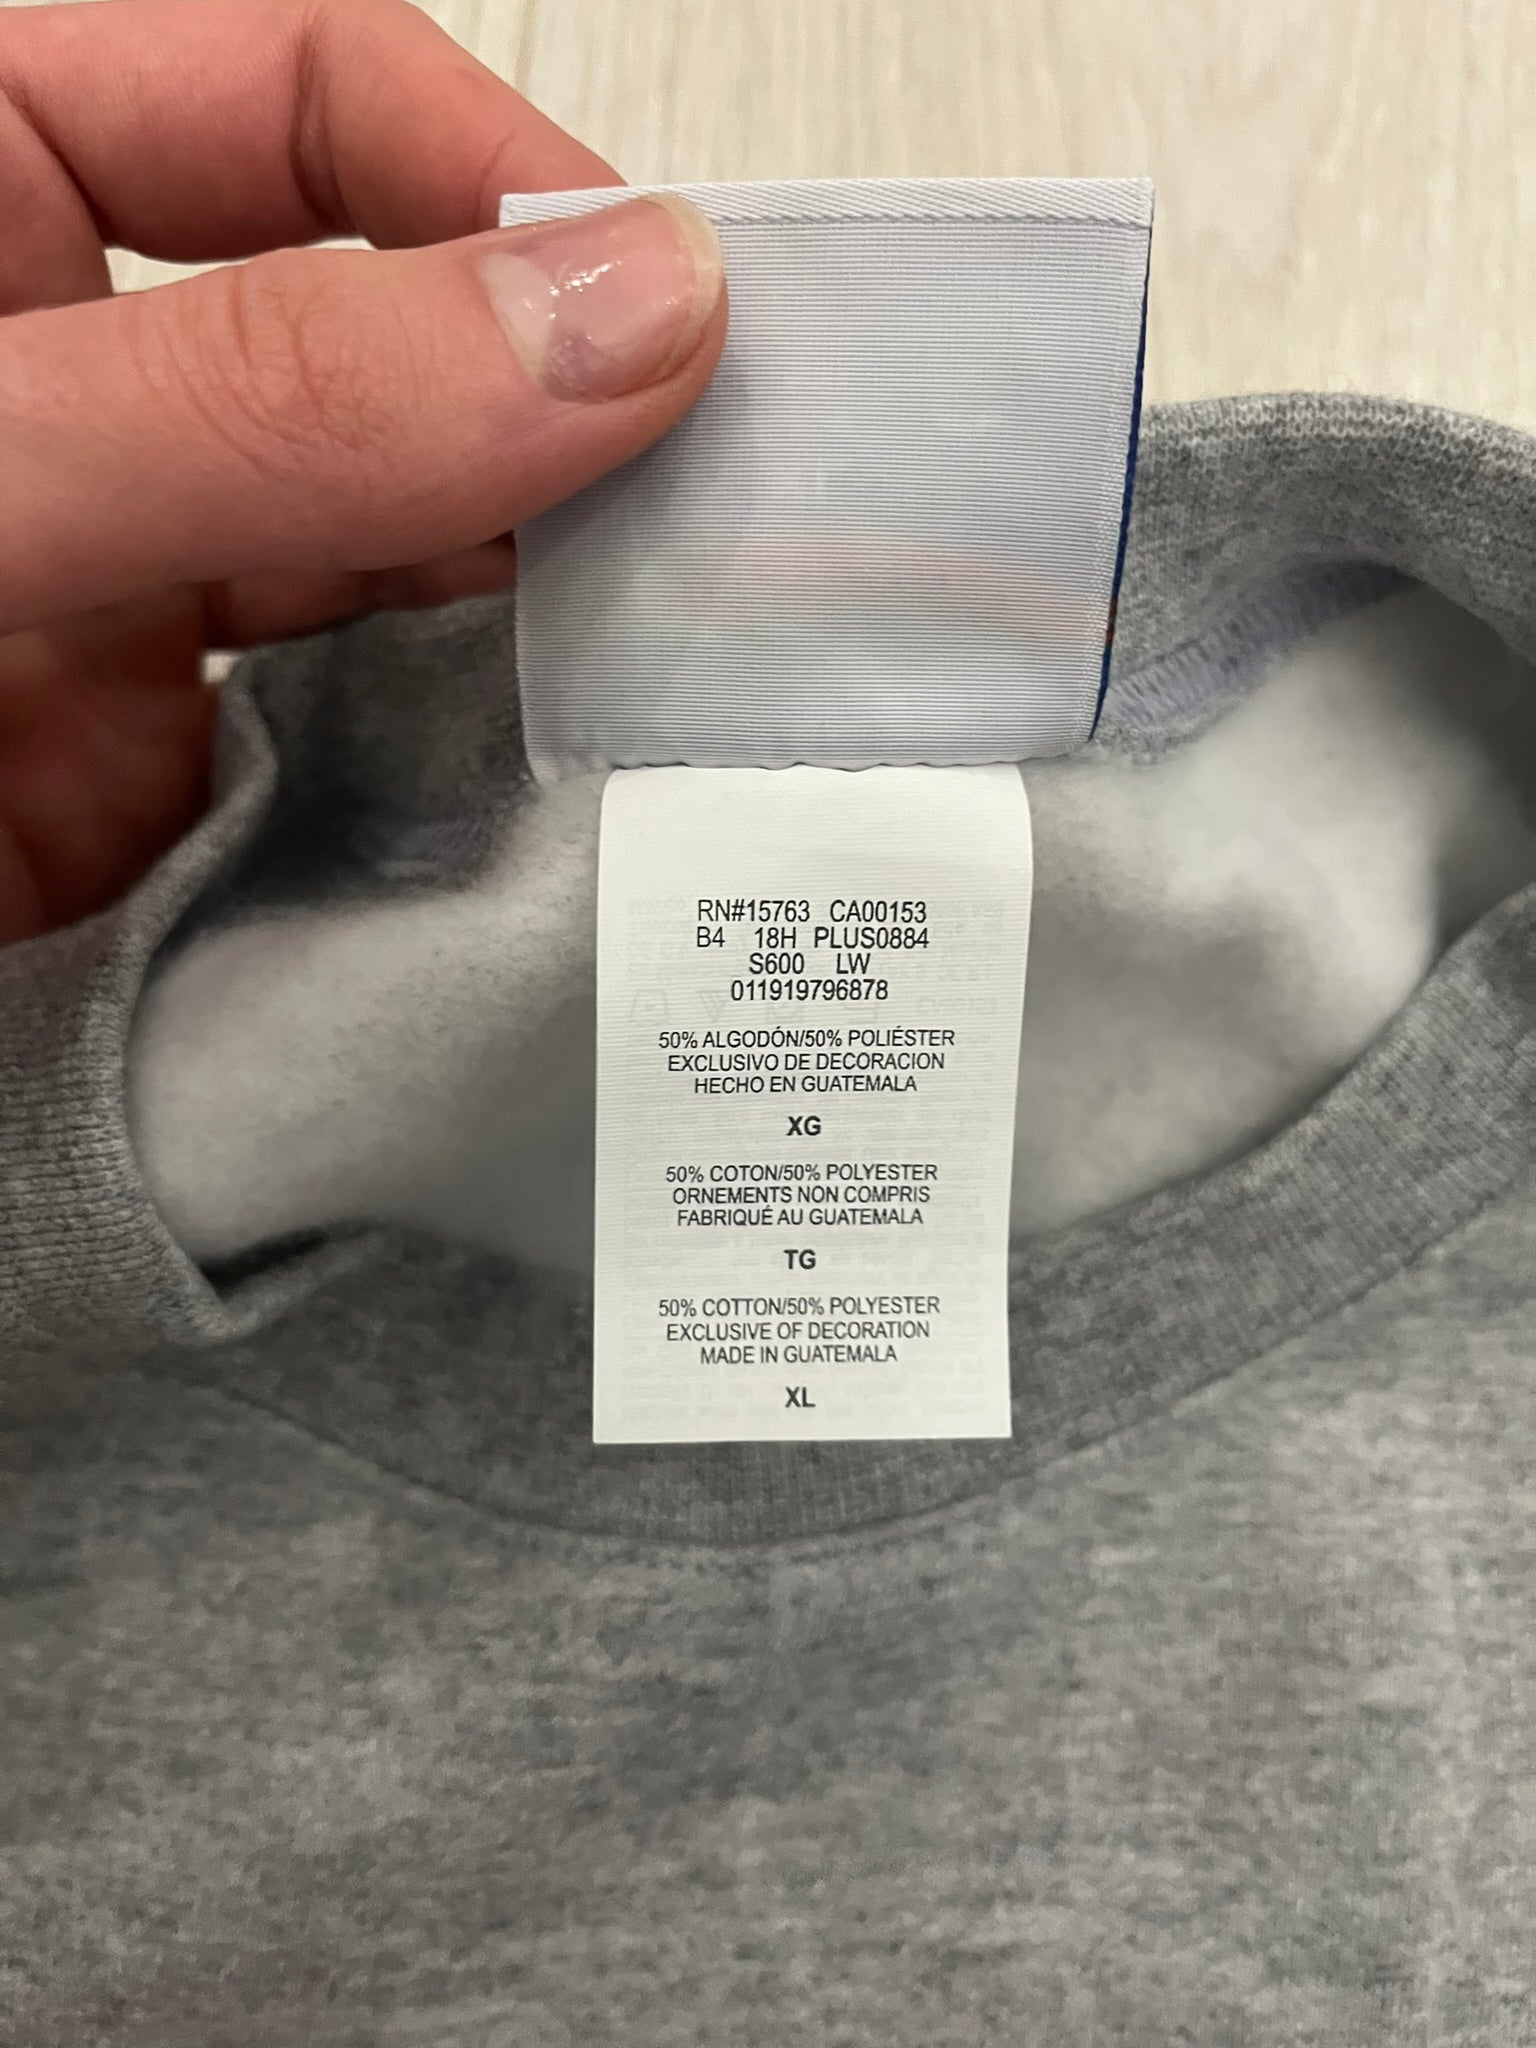 RN#15763 CA00153
B4 18H PLUS0884
S600 LW
011919796878
50% ALGODÓN/50% POLIÉSTER
EXCLUSIVO DE DECORACION
HECHO EN GUATEMALA
XG
50% COTON/50% POLYESTER
ORNEMENTS NON COMPRIS
FABRIQUÉ AU GUATEMALA
TG
50% COTTON/50% POLYESTER
EXCLUSIVE OF DECORATION
MADE IN GUATEMALA
XL